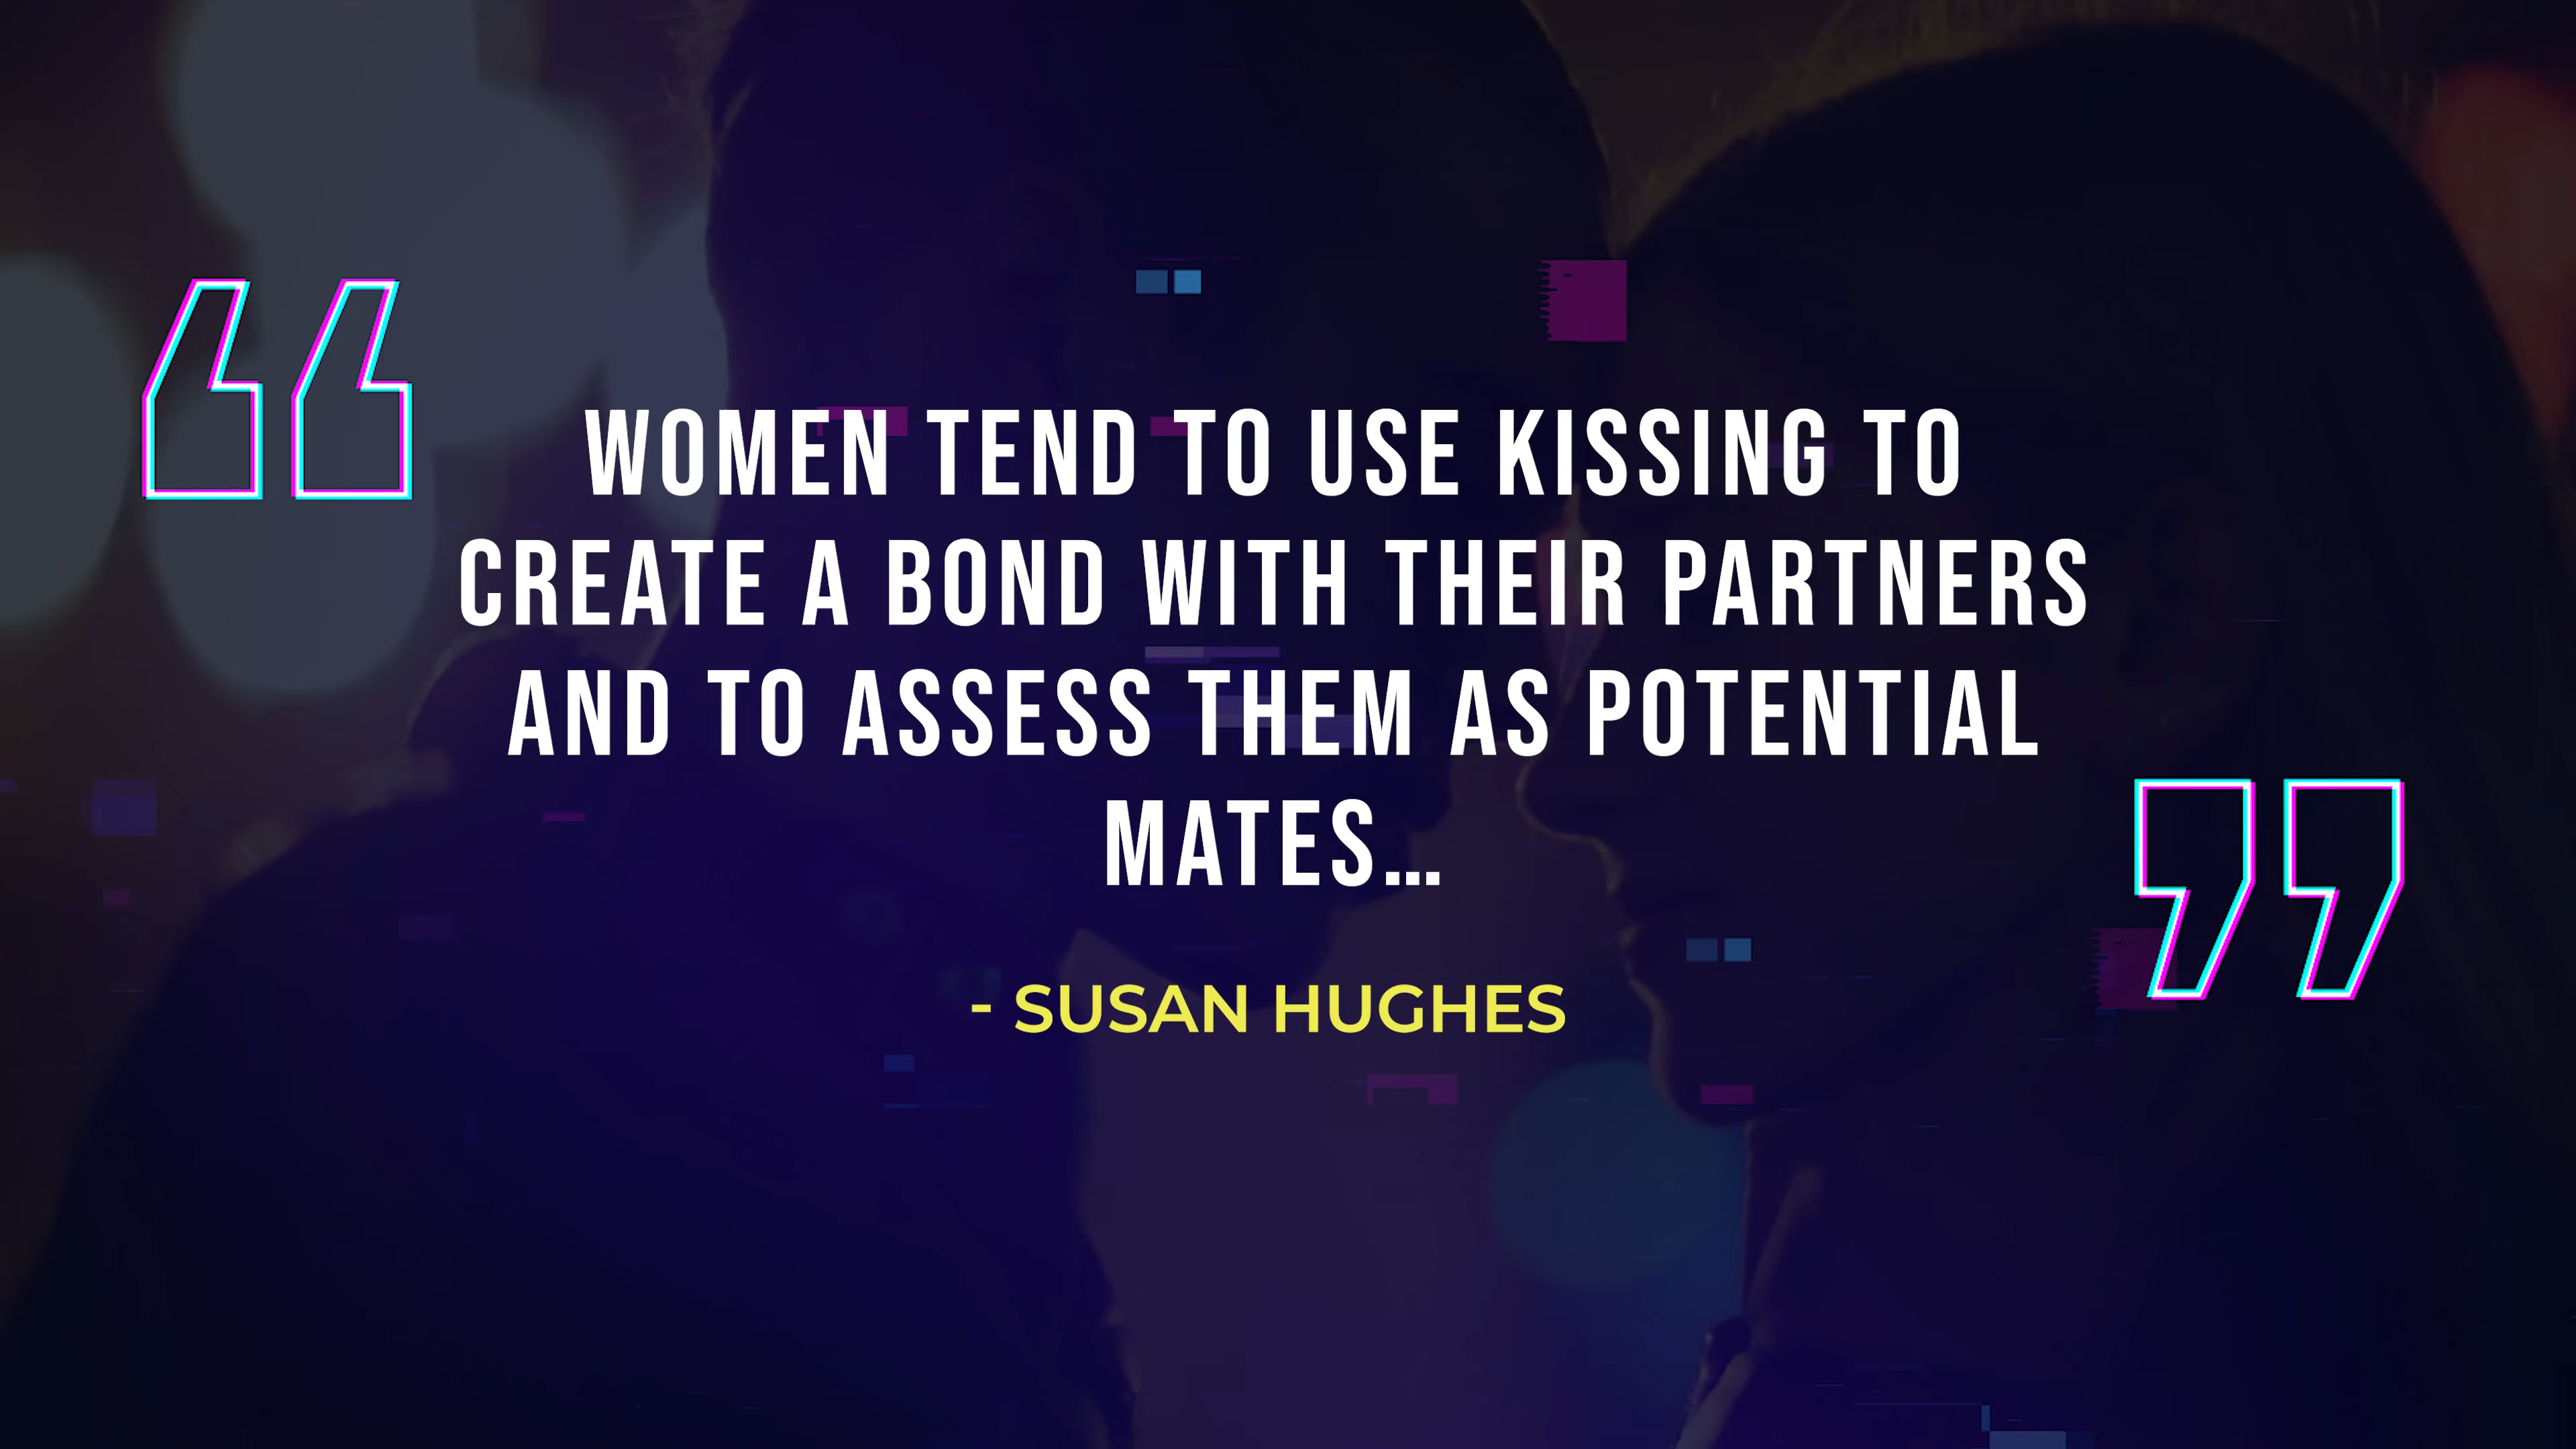 “
WOMEN TEND TO USE KISSING TO
CREATE A BOND WITH THEIR PARTNERS
AND TO ASSESS THEM AS POTENTIAL
MATES...
”
- SUSAN HUGHES